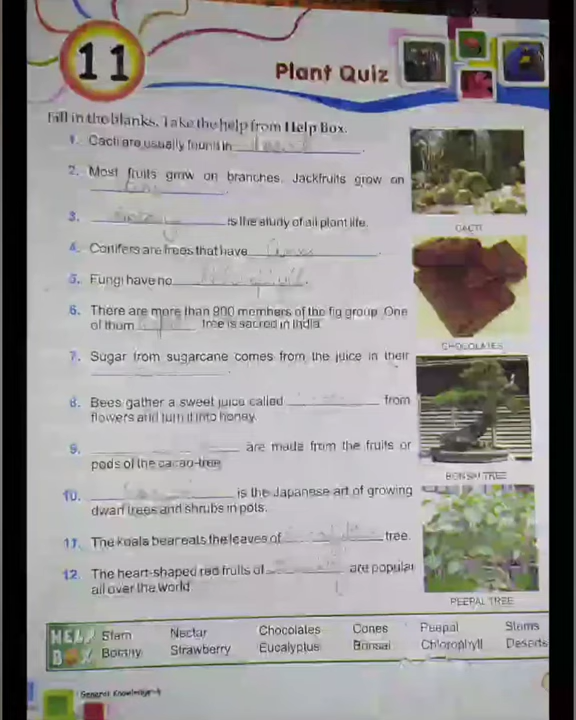 11
Plant Quiz
Fill in the blanks. Take the help from Help Box.
1. Cacti are usually found in
2. Most fruits grow on branches. Jackfruits grow on
3. is the study of all plant life.
4. Conifers are trees that have
5. Fungi have no
6. There are more than 900 members of the fig group. One
of them tree is sacred in India
7. Sugar from sugarcane comes from the juice in their
8. Bees gather a sweet juice called from
flowers and turn it into honey
9. are made from the fruits or
pods of the cacao-tree
10. is the Japanese art of growing
dwarf trees and shrubs in pots.
11. The koala bear eats the leaves of tree.
12. The heart-shaped red fruits of are popular
all over the world
CACTI
CHOCOLATES
BONSAI TREE
PEEPAL TREE
HELP BOX
Stem Nectar Chocolates Cones Peepal Stems
Botany Strawberry Eucalyptus Bonsai Chlorophyll Deserts
General Knowledge-4